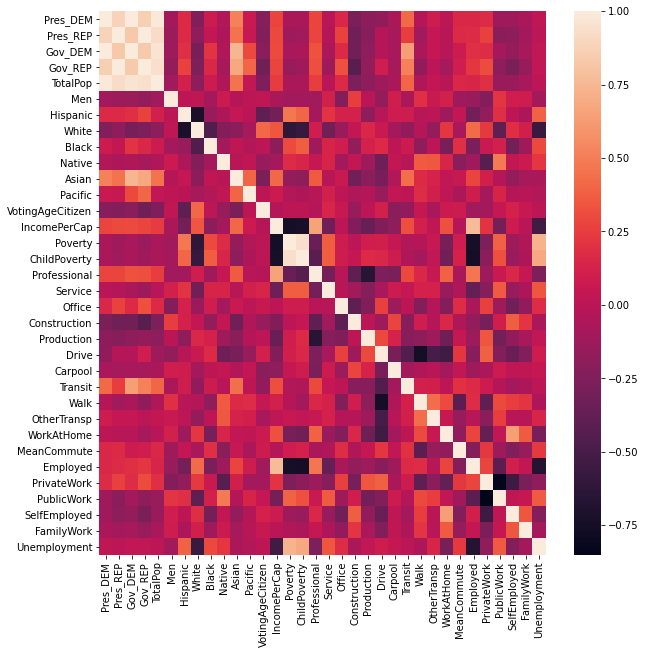 Pres_DEM
Pres_REP
Gov_DEM
Gov_REP
TotalPop
Men
Hispanic
White
Black
Native
Asian
Pacific
VotingAgeCitizen
IncomePerCap
Poverty
ChildPoverty
Professional
Service
Office
Construction
Production
Drive
Carpool
Transit
Walk
OtherTransp
WorkAtHome
MeanCommute
Employed
PrivateWork
PublicWork
SelfEmployed
FamilyWork
Unemployment
Pres_DEM
Pres_REP
Gov_DEM
Gov_REP
TotalPop
Men
Hispanic
White
Black
Native
Asian
Pacific
VotingAgeCitizen
IncomePerCap
Poverty
ChildPoverty
Professional
Service
Office
Construction
Production
Drive
Carpool
Transit
Walk
OtherTransp
WorkAtHome
MeanCommute
Employed
PrivateWork
PublicWork
SelfEmployed
FamilyWork
Unemployment
1.00
0.75
0.50
0.25
0.00
−0.25
−0.50
−0.75